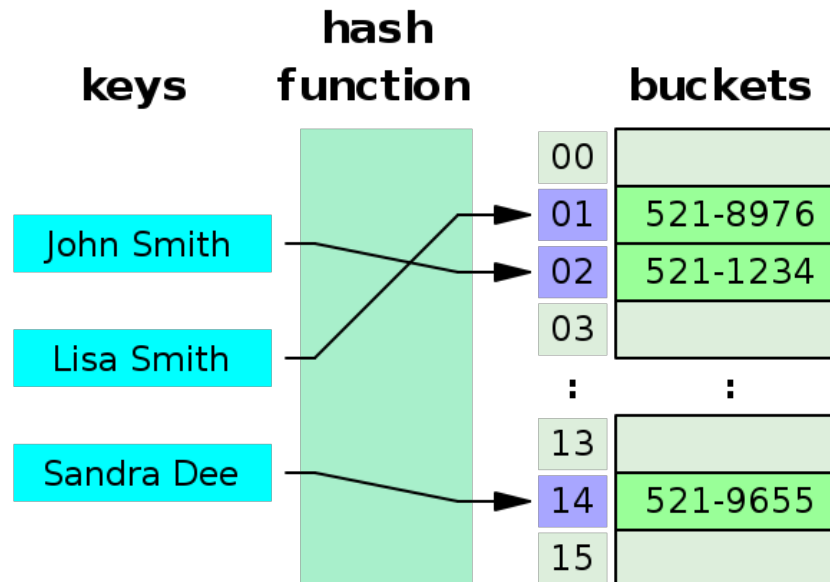 keys
hash
function
buckets
John Smith
Lisa Smith
Sandra Dee
00
01 521-8976
02 521-1234
03
: :
13
14 521-9655
15